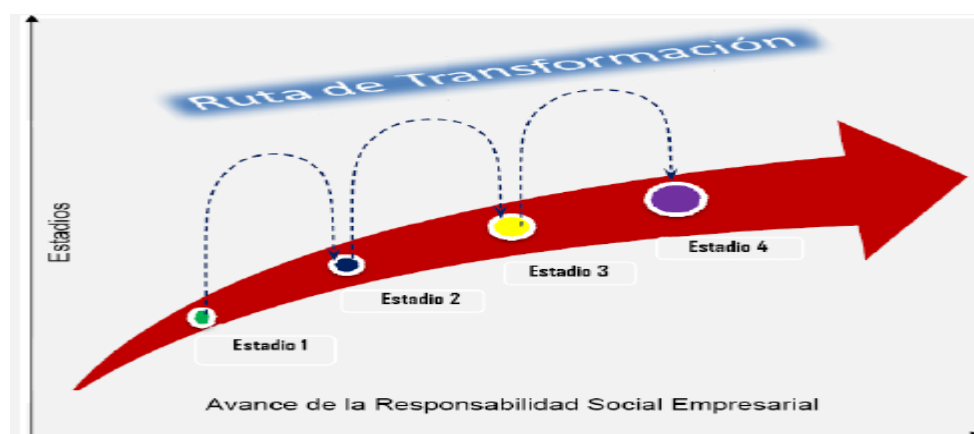 Ruta de Transformación
Estadios
Estadio 4
Estadio 3
Estadio 2
Estadio 1
Avance de la Responsabilidad Social Empresarial